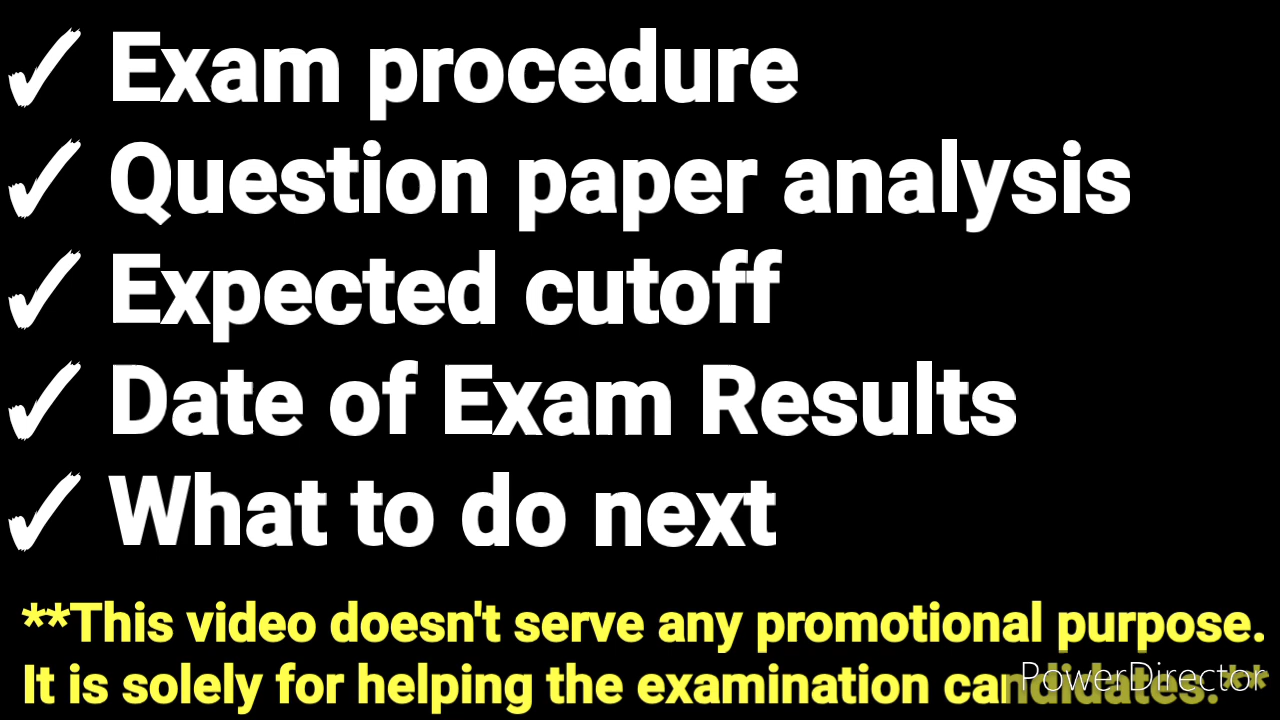 ✓ Exam procedure
✓ Question paper analysis
✓ Expected cutoff
✓ Date of Exam Results
✓ What to do next
**This video doesn't serve any promotional purpose.
It is solely for helping the examination candidates.**
PowerDirector